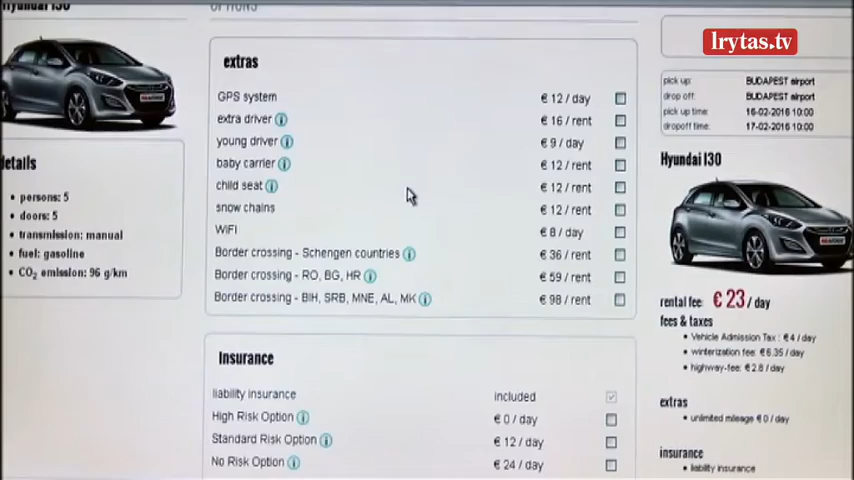 Hyundai I30
OPTIONS
lrytas.tv
details
persons: 5
doors: 5
transmission: manual
fuel: gasoline
CO2 emission: 96 g/km
extras
GPS system € 12 / day
extra driver € 16 / rent
young driver € 9 / day
baby carrier € 12 / rent
child seat € 12 / rent
snow chains € 12 / rent
WIFI € 8 / day
Border crossing - Schengen countries € 36 / rent
Border crossing - RO, BG, HR € 59 / rent
Border crossing - BIH, SRB, MNE, AL, MK € 98 / rent
Insurance
liability insurance included
High Risk Option € 0 / day
Standard Risk Option € 12 / day
No Risk Option € 24 / day
pick up: BUDAPEST airport
drop off: BUDAPEST airport
pick up time: 16-02-2016 10:00
dropoff time: 17-02-2016 10:00
Hyundai I30
rental fee: € 23 / day
fees & taxes
Vehicle Admission Tax : € 4 / day
winterization fee: € 6.35 / day
highway-fee: € 2.8 / day
extras
unlimited mileage € 0 / day
insurance
liability insurance